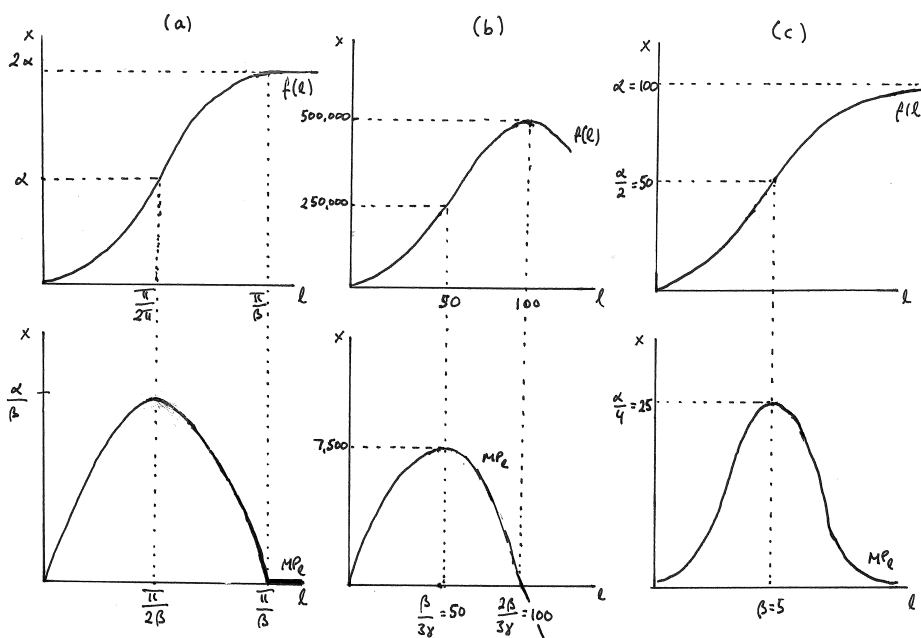 (a)
x
2α
α
f(l)
π/2π
π/β
l
x
α/β
MPℓ
π/2β
π/β
l
(b)
x
500,000
250,000
f(l)
50
100
l
x
7,500
MPℓ
β/3γ = 50
2β/3γ = 100
l
(c)
x
α = 100
α/2 = 50
f(l
l
x
α/4 = 25
MPℓ
β = 5
l